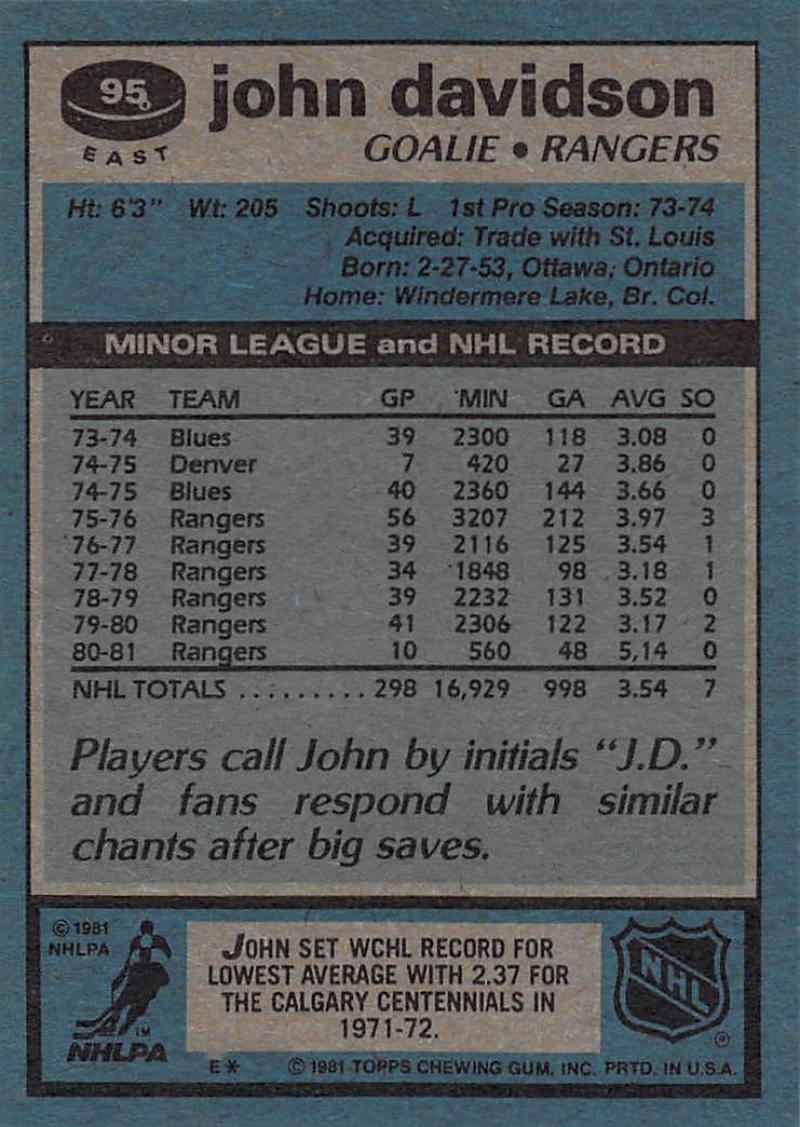 95
EAST
john davidson
GOALIE • RANGERS
Ht: 6'3" Wt: 205 Shoots: L 1st Pro Season: 73-74
Acquired: Trade with St. Louis
Born: 2-27-53, Ottawa, Ontario
Home: Windermere Lake, Br. Col.
MINOR LEAGUE and NHL RECORD
YEAR TEAM GP MIN GA AVG SO
73-74 Blues 39 2300 118 3.08 0
74-75 Denver 7 420 27 3.86 0
74-75 Blues 40 2360 144 3.66 0
75-76 Rangers 56 3207 212 3.97 3
76-77 Rangers 39 2116 125 3.54 1
77-78 Rangers 34 1848 98 3.18 1
78-79 Rangers 39 2232 131 3.52 0
79-80 Rangers 41 2306 122 3.17 2
80-81 Rangers 10 560 48 5,14 0
NHL TOTALS .......... 298 16,929 998 3.54 7
Players call John by initials “J.D.”
and fans respond with similar
chants after big saves.
© 1981
NHLPA
TM
NHLPA
JOHN SET WCHL RECORD FOR
LOWEST AVERAGE WITH 2.37 FOR
THE CALGARY CENTENNIALS IN
1971-72.
NHL
®
E* © 1981 TOPPS CHEWING GUM, INC. PRTD. IN U.S.A.